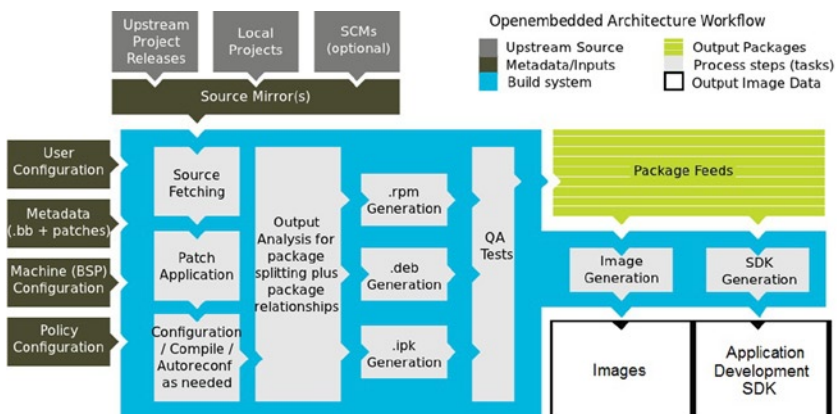 Openembedded Architecture Workflow
Upstream Source
Metadata/Inputs
Build system
Output Packages
Process steps (tasks)
Output Image Data
Upstream
Project
Releases
Local
Projects
SCMs
(optional)
Source Mirror(s)
User
Configuration
Metadata
(.bb + patches)
Machine (BSP)
Configuration
Policy
Configuration
Source
Fetching
Patch
Application
Configuration
/ Compile /
Autoreconf
as needed
Output
Analysis for
package
splitting plus
package
relationships
.rpm
Generation
.deb
Generation
.ipk
Generation
QA
Tests
Package Feeds
Image
Generation
SDK
Generation
Images
Application
Development
SDK